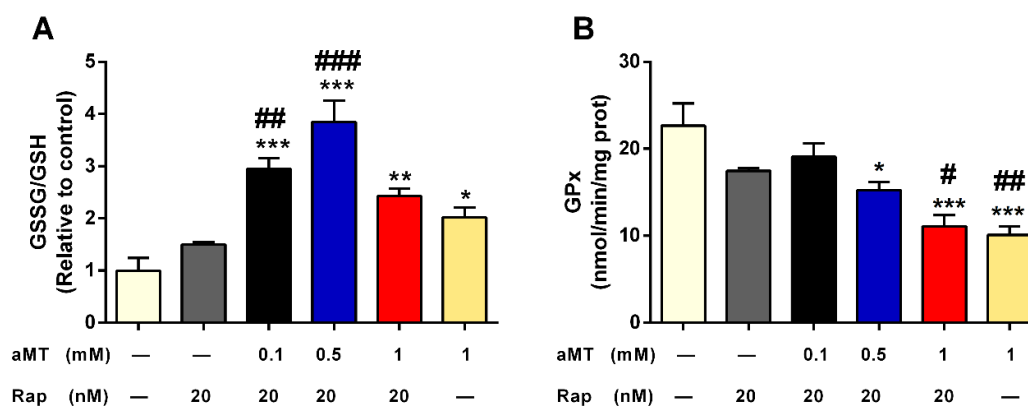 A
GSSG/GSH
(Relative to control)
5
4
3
2
1
0
##
***
###
***
**
*
aMT (mM) — — 0.1 0.5 1 1
Rap (nM) — 20 20 20 20 —
B
GPx
(nmol/min/mg prot)
30
20
10
0
*
#
***
##
***
aMT (mM) — — 0.1 0.5 1 1
Rap (nM) — 20 20 20 20 —